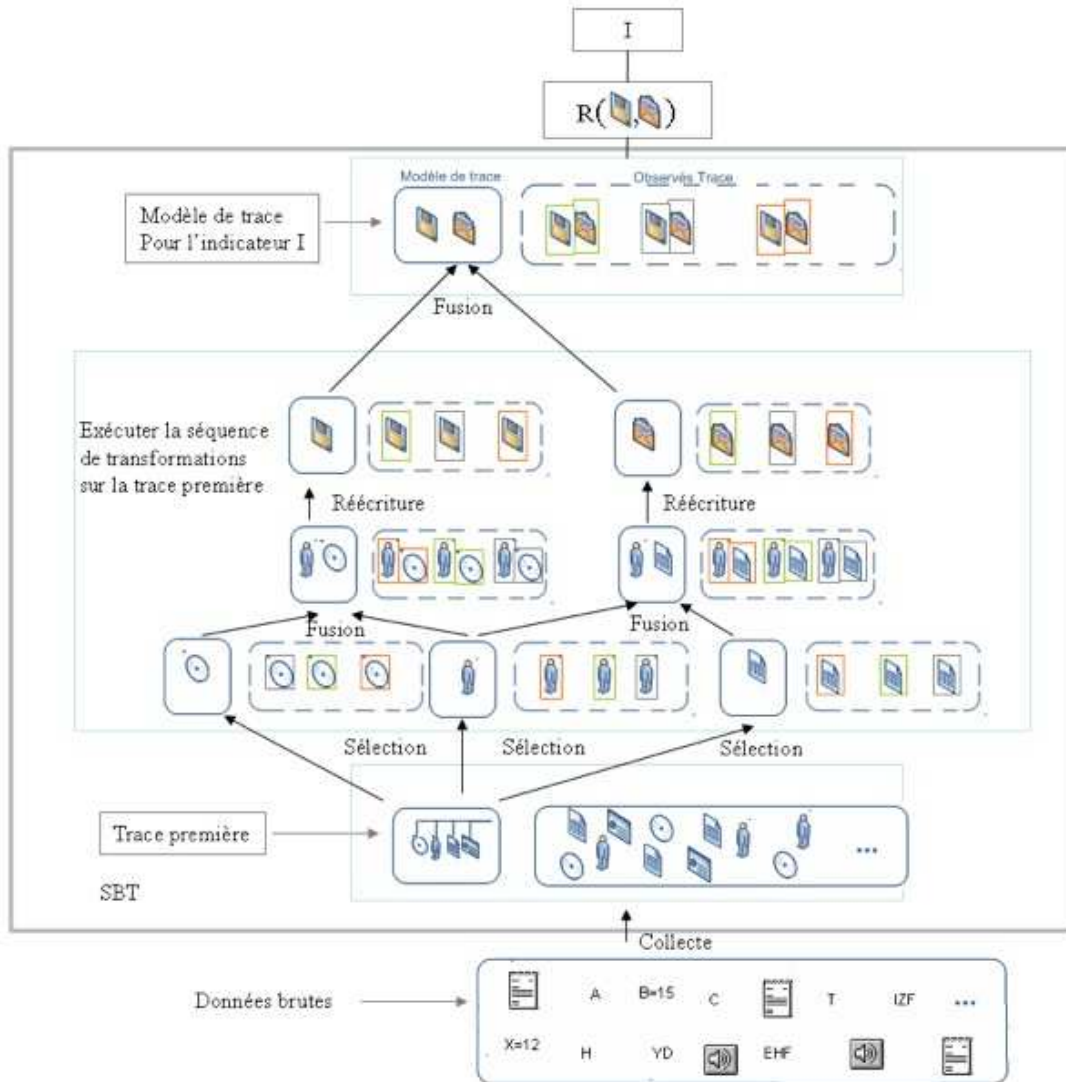 I
R( , )
Modèle de trace
Observés Trace
Modèle de trace
Pour l'indicateur I
Fusion
Exécuter la séquence
de transformations
sur la trace première
Réécriture
Réécriture
Fusion
Fusion
Sélection
Sélection
Sélection
Trace première
...
SBT
Collecte
Données brutes
A
B=15
C
T
IZF
...
X=12
H
YD
EHF